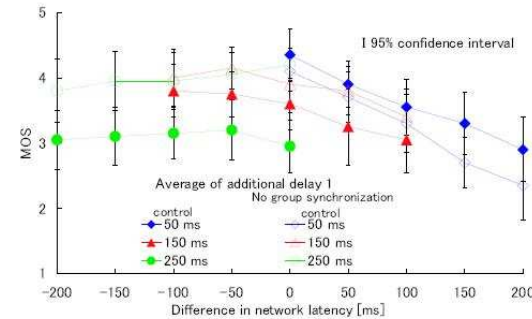 5
I 95% confidence interval
4
MOS
3
Average of additional delay 1
No group synchronization
control
control
50 ms
50 ms
2
150 ms
150 ms
250 ms
250 ms
1
-200 -150 -100 -50 0 50 100 150 200
Difference in network latency [ms]